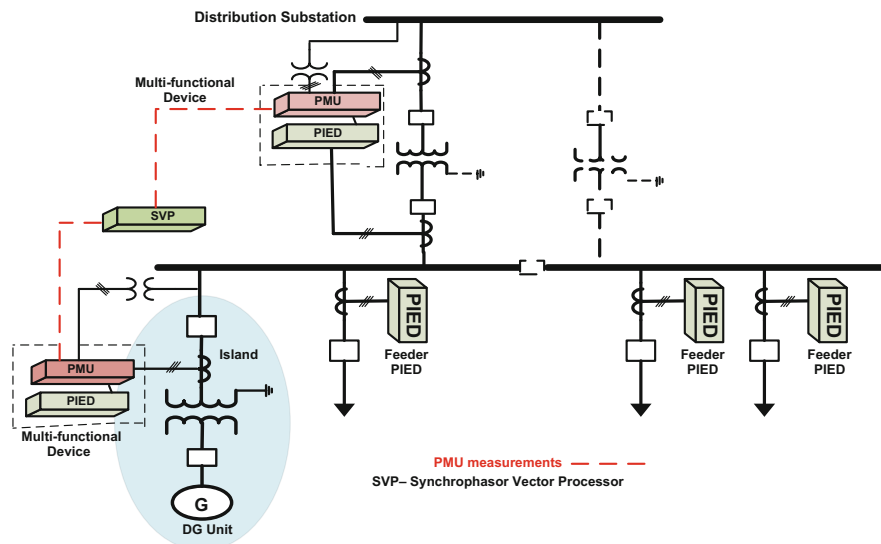 Distribution Substation
Multi-functional
Device
PMU
PIED
SVP
PMU
PIED
Multi-functional
Device
Island
G
DG Unit
PIED
Feeder
PIED
PIED
Feeder
PIED
PIED
Feeder
PIED
PMU measurements
SVP– Synchrophasor Vector Processor